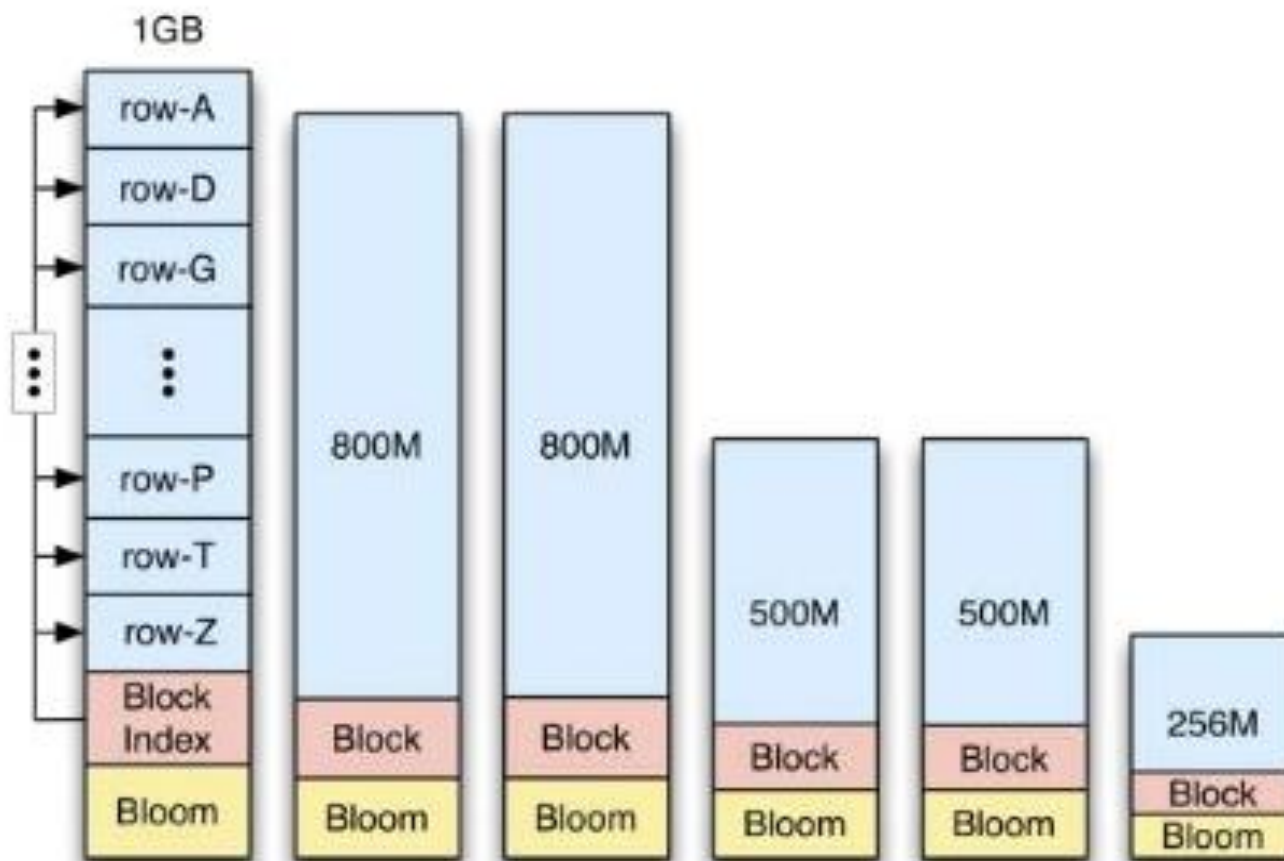 1GB
row-A
row-D
row-G
row-P
row-T
row-Z
Block
Index
Bloom
800M
Block
Bloom
800M
Block
Bloom
500M
Block
Bloom
500M
Block
Bloom
256M
Block
Bloom